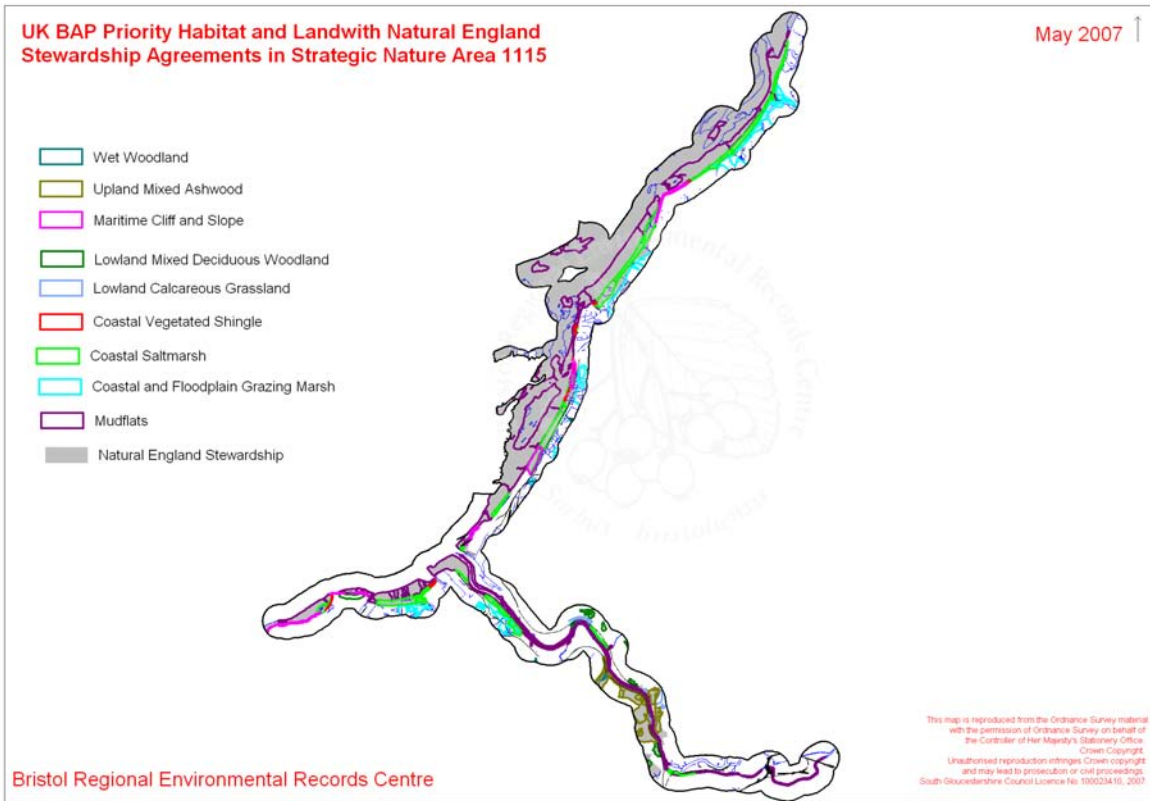 UK BAP Priority Habitat and Landwith Natural England
Stewardship Agreements in Strategic Nature Area 1115
May 2007
Wet Woodland
Upland Mixed Ashwood
Maritime Cliff and Slope
Lowland Mixed Deciduous Woodland
Lowland Calcareous Grassland
Coastal Vegetated Shingle
Coastal Saltmarsh
Coastal and Floodplain Grazing Marsh
Mudflats
Natural England Stewardship
This map is reproduced from the Ordnance Survey material
with the permission of Ordnance Survey on behalf of
the Controller of Her Majesty's Stationery Office.
Crown Copyright.
Unauthorised reproduction infringes Crown copyright
and may lead to prosecution or civil proceedings.
South Gloucestershire Council Licence No 100023410, 2007.
Bristol Regional Environmental Records Centre